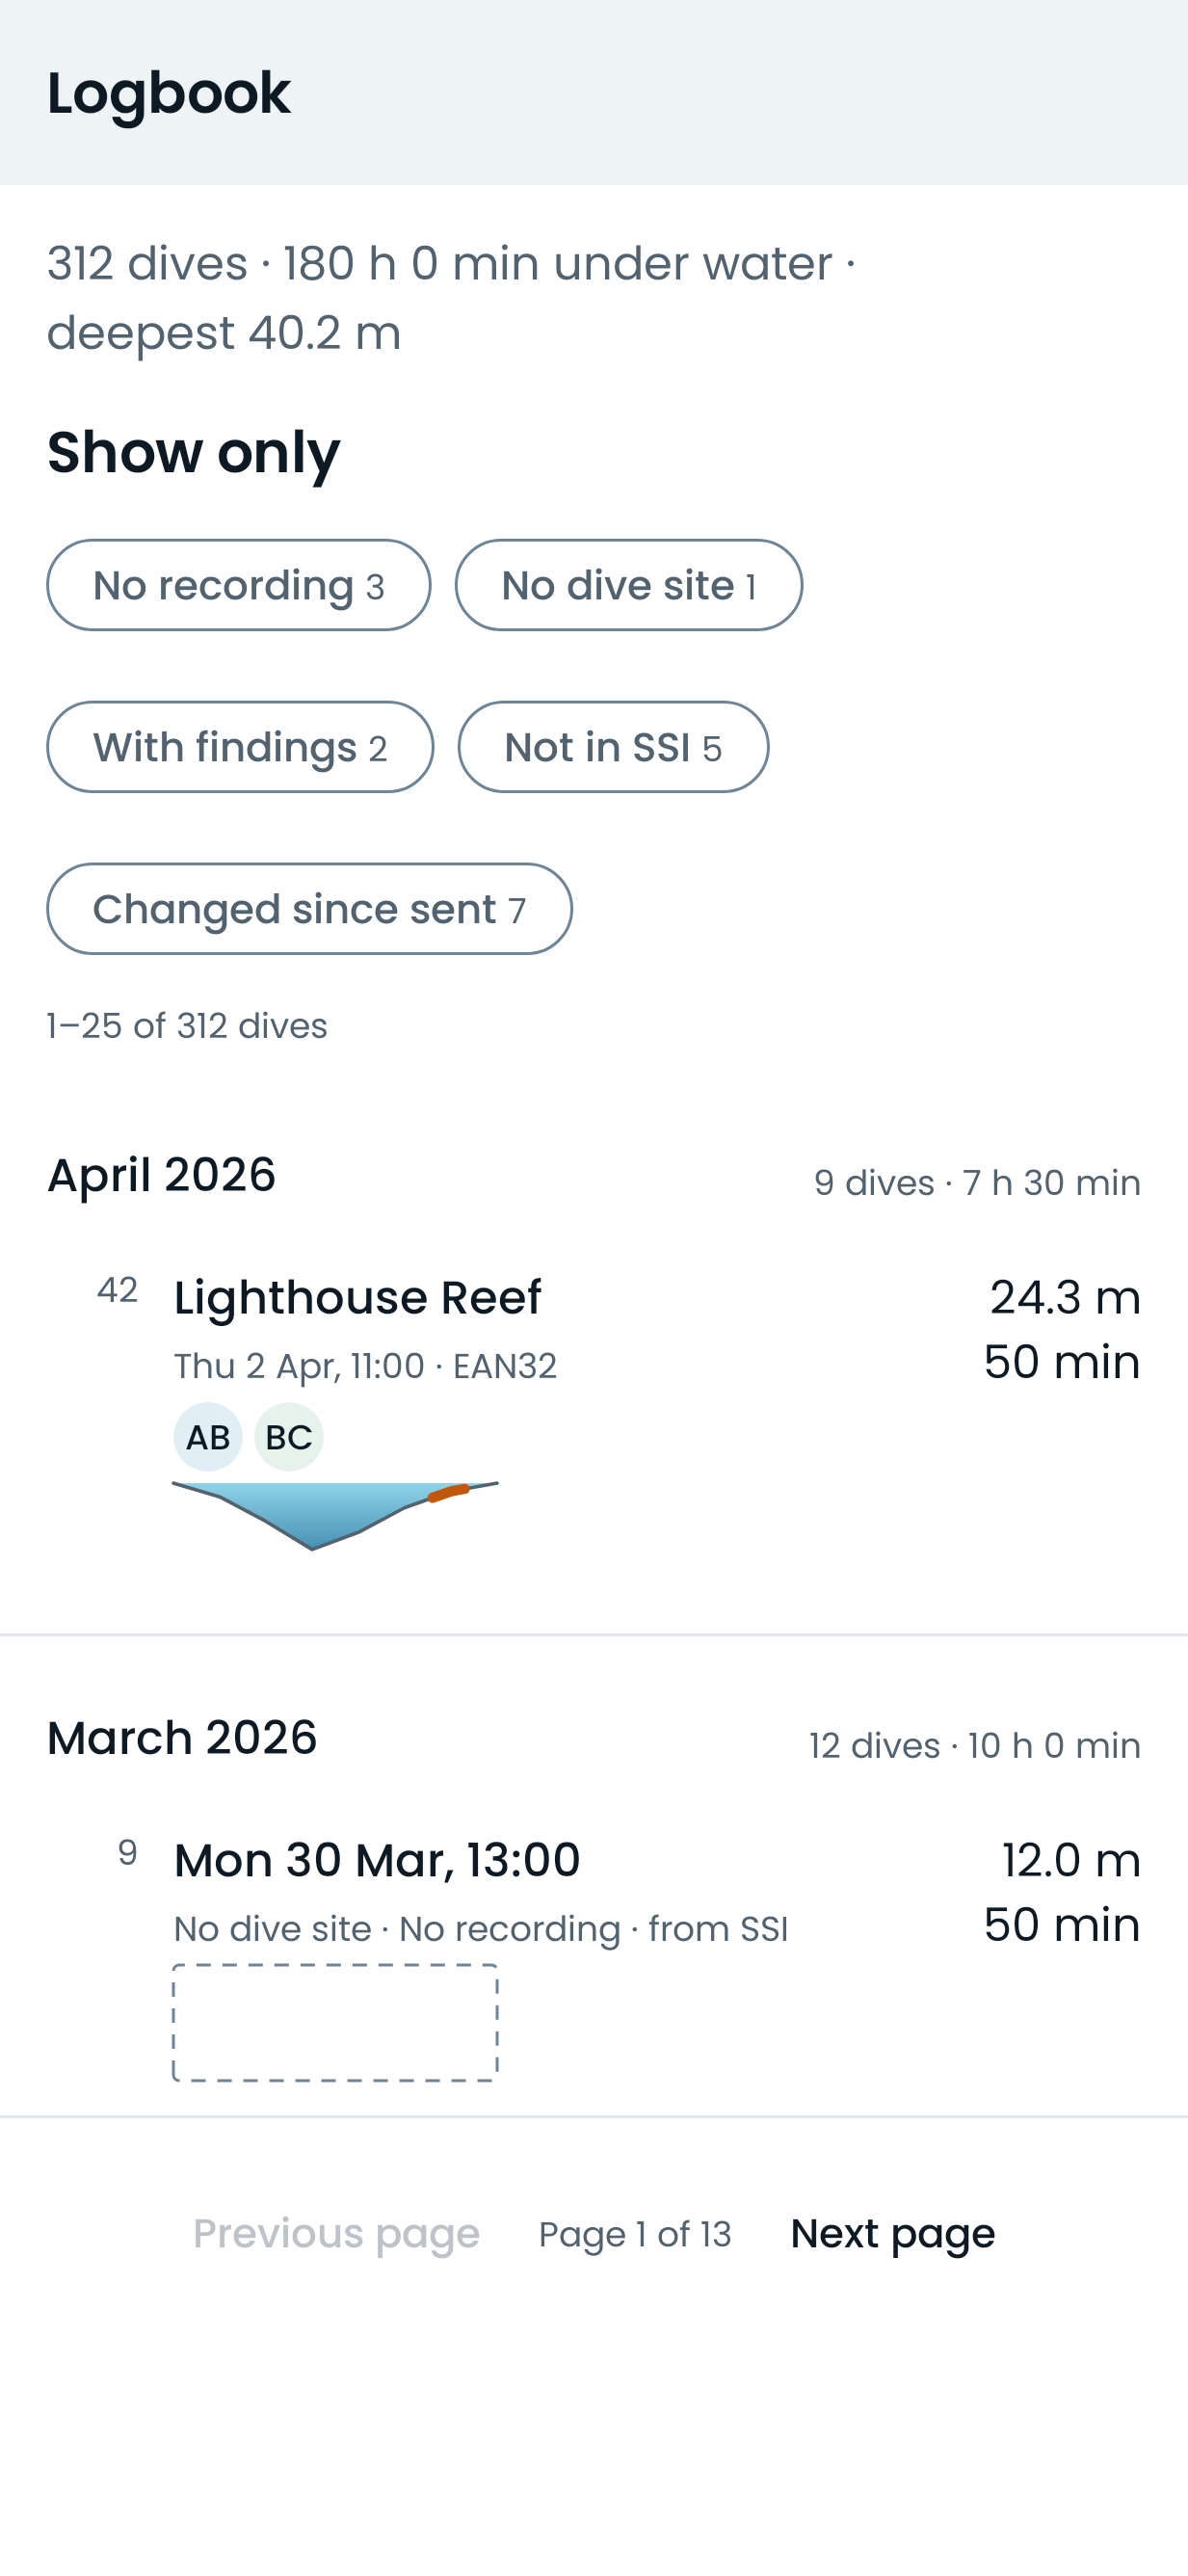 Logbook
312 dives · 180 h 0 min under water ·
deepest 40.2 m
Show only
No recording 3
No dive site 1
With findings 2
Not in SSI 5
Changed since sent 7
1–25 of 312 dives
April 2026
9 dives · 7 h 30 min
42
Lighthouse Reef
24.3 m
Thu 2 Apr, 11:00 · EAN32
50 min
AB
BC
March 2026
12 dives · 10 h 0 min
9
Mon 30 Mar, 13:00
12.0 m
No dive site · No recording · from SSI
50 min
Previous page
Page 1 of 13
Next page